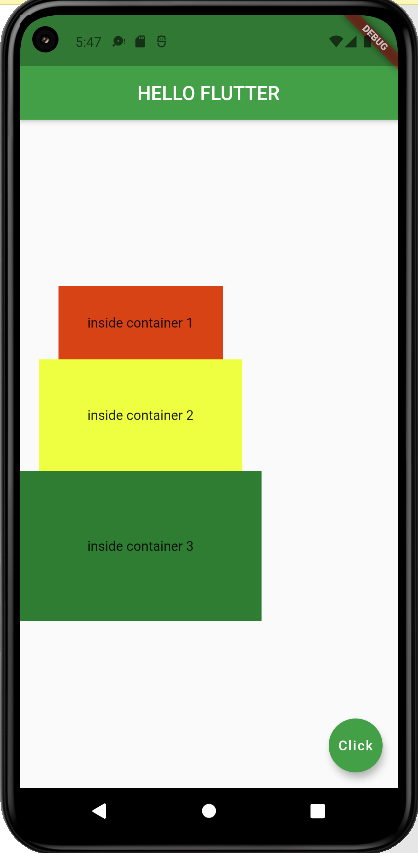 5:47
DEBUG
HELLO FLUTTER
inside container 1
inside container 2
inside container 3
Click